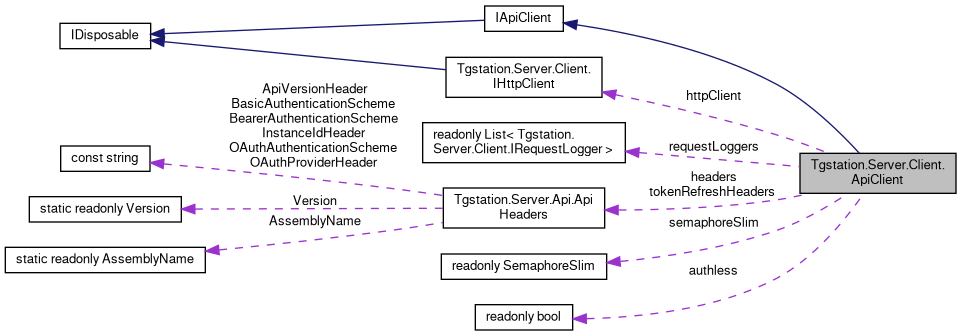 IDisposable
IApiClient
Tgstation.Server.Client.
IHttpClient
httpClient
ApiVersionHeader
BasicAuthenticationScheme
BearerAuthenticationScheme
InstanceIdHeader
OAuthAuthenticationScheme
OAuthProviderHeader
const string
readonly List< Tgstation.
Server.Client.IRequestLogger >
requestLoggers
Tgstation.Server.Client.
ApiClient
headers
tokenRefreshHeaders
static readonly Version
Version
Tgstation.Server.Api.Api
Headers
AssemblyName
static readonly AssemblyName
semaphoreSlim
readonly SemaphoreSlim
authless
readonly bool